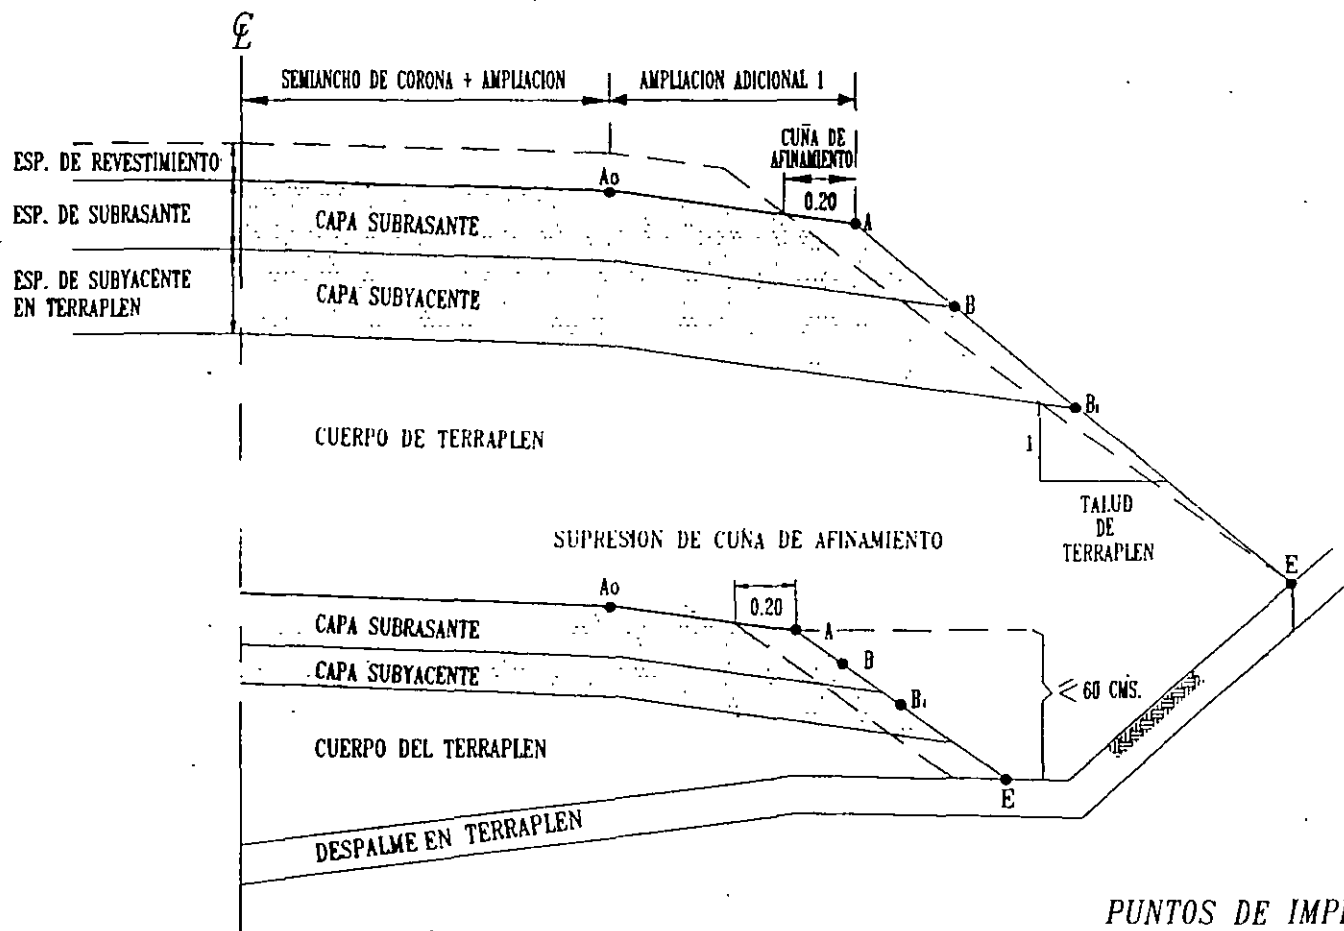 ℄
SEMIANCHO DE CORONA + AMPLIACION
AMPLIACION ADICIONAL 1
CUÑA DE
AFINAMIENTO
0.20
ESP. DE REVESTIMIENTO
ESP. DE SUBRASANTE
ESP. DE SUBYACENTE
EN TERRAPLEN
Ao
A
CAPA SUBRASANTE
B
CAPA SUBYACENTE
B₁
CUERPO DE TERRAPLEN
1
TALUD
DE
TERRAPLEN
SUPRESION DE CUÑA DE AFINAMIENTO
E
Ao
0.20
A
CAPA SUBRASANTE
B
CAPA SUBYACENTE
B₁
≤ 60 CMS.
CUERPO DEL TERRAPLEN
E
DESPALME EN TERRAPLEN
PUNTOS DE